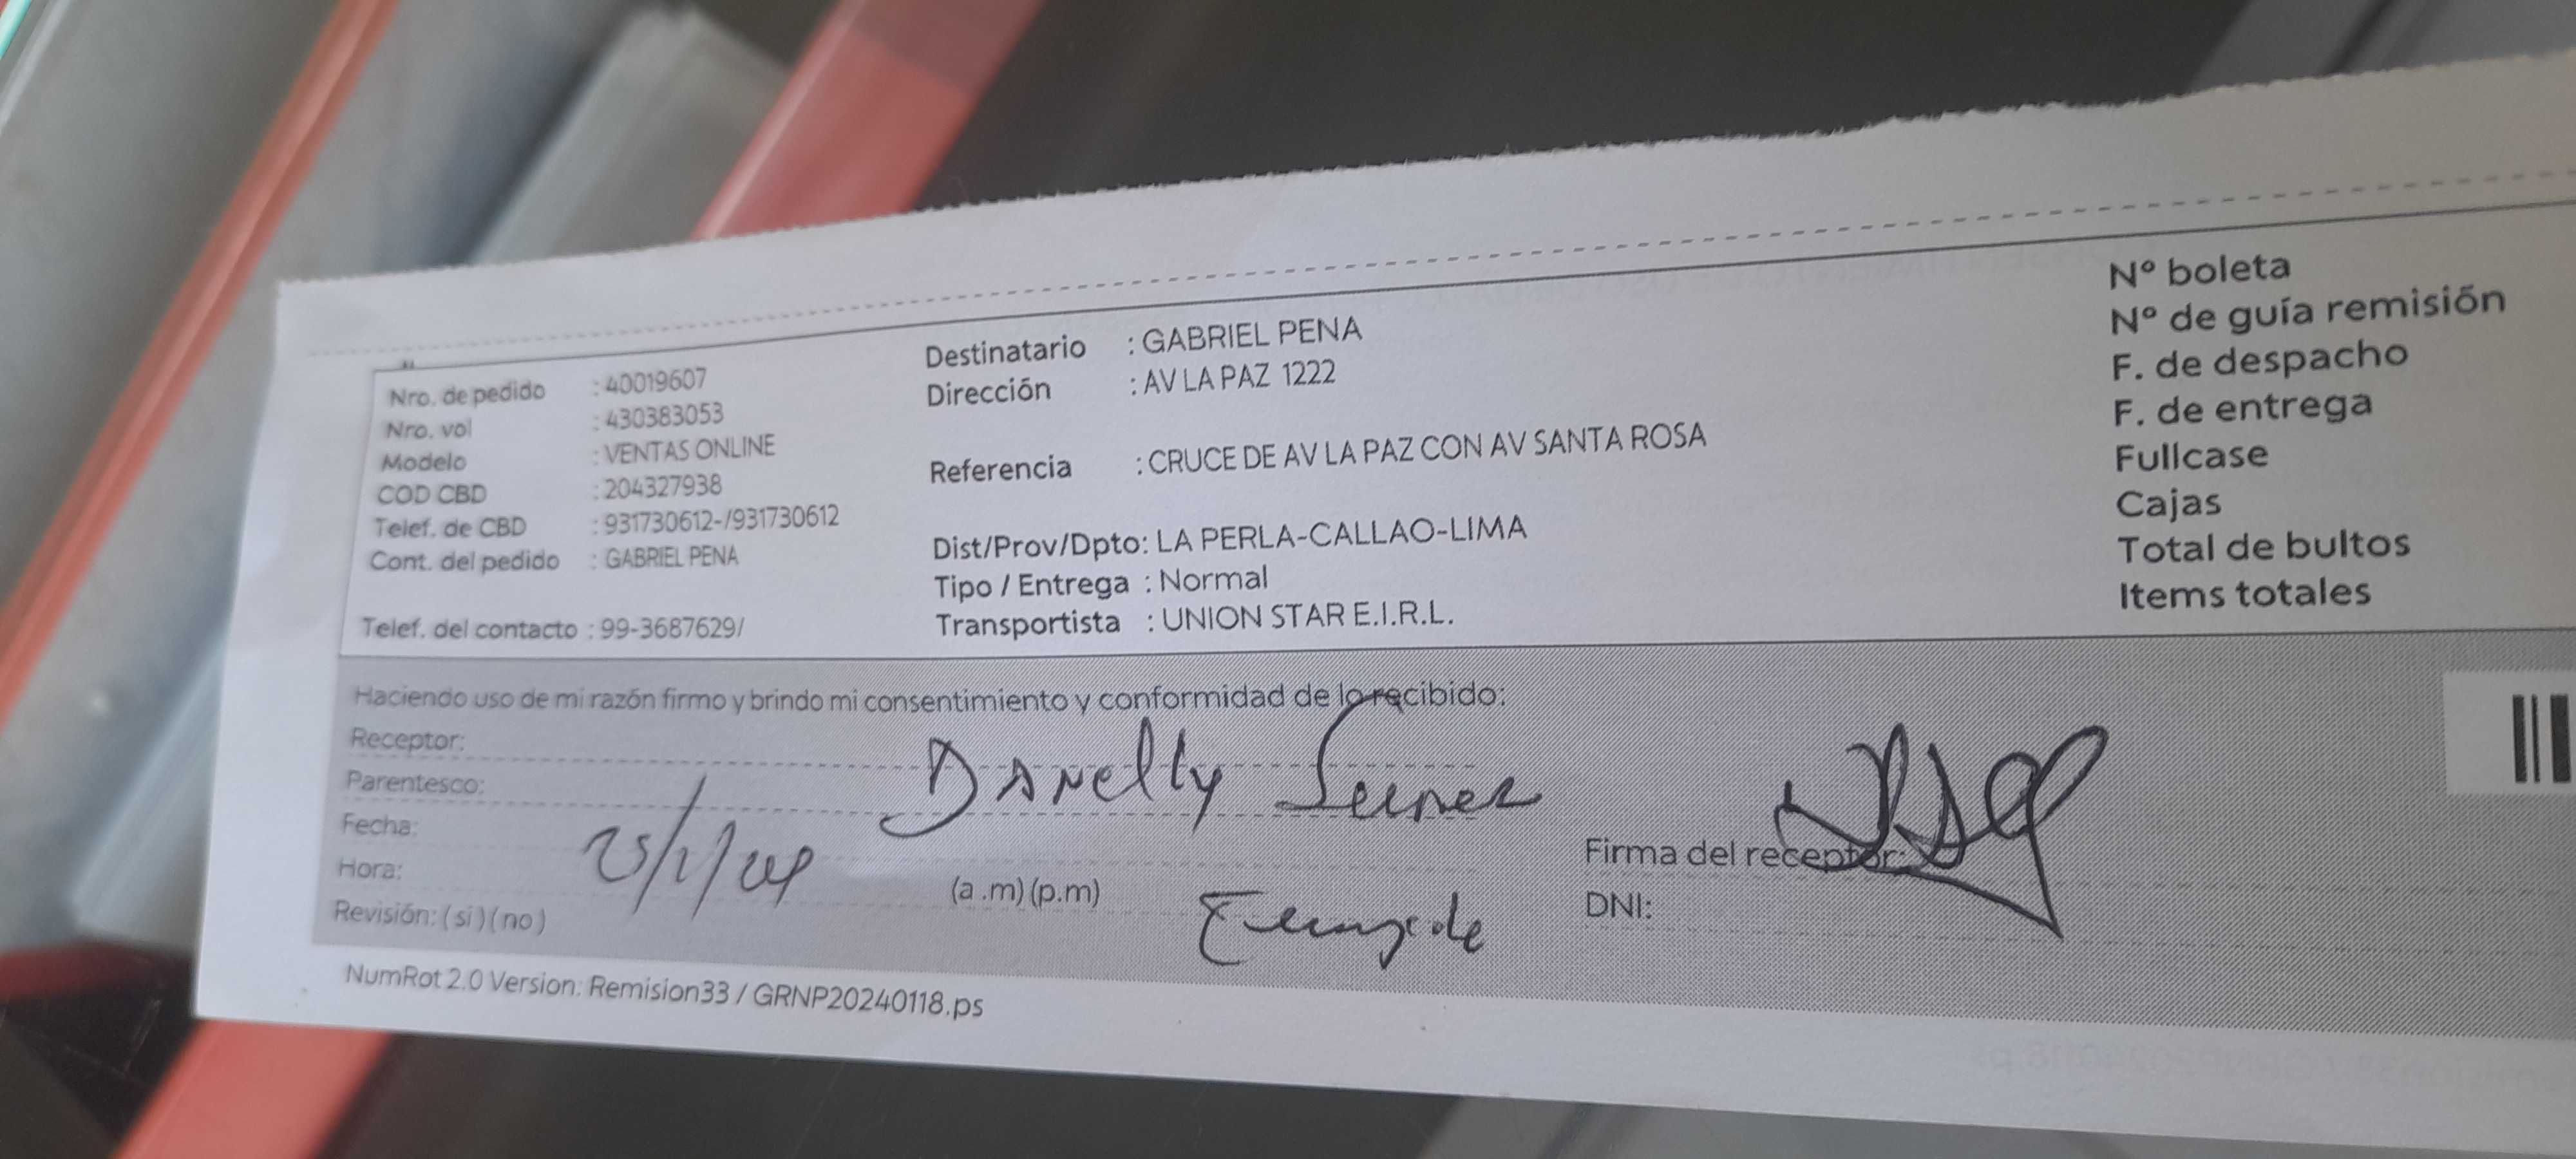 Nro. de pedido : 40019607
Nro. vol : 430383053
Modelo : VENTAS ONLINE
COD CBD : 204327938
Telef. de CBD : 931730612-/931730612
Cont. del pedido : GABRIEL PENA
Telef. del contacto : 99-3687629/
Destinatario : GABRIEL PENA
Dirección : AV LA PAZ 1222
Referencia : CRUCE DE AV LA PAZ CON AV SANTA ROSA
Dist/Prov/Dpto: LA PERLA-CALLAO-LIMA
Tipo / Entrega : Normal
Transportista : UNION STAR E.I.R.L.
Nº boleta
Nº de guía remisión
F. de despacho
F. de entrega
Fullcase
Cajas
Total de bultos
Items totales
Haciendo uso de mi razón firmo y brindo mi consentimiento y conformidad de lo recibido:
Receptor:
Parentesco:
Fecha:
Hora: (a .m) (p.m)
Revisión: ( si ) ( no )
Danelly
Firma del receptor:
DNI:
NumRot 2.0 Version: Remision33 / GRNP20240118.ps